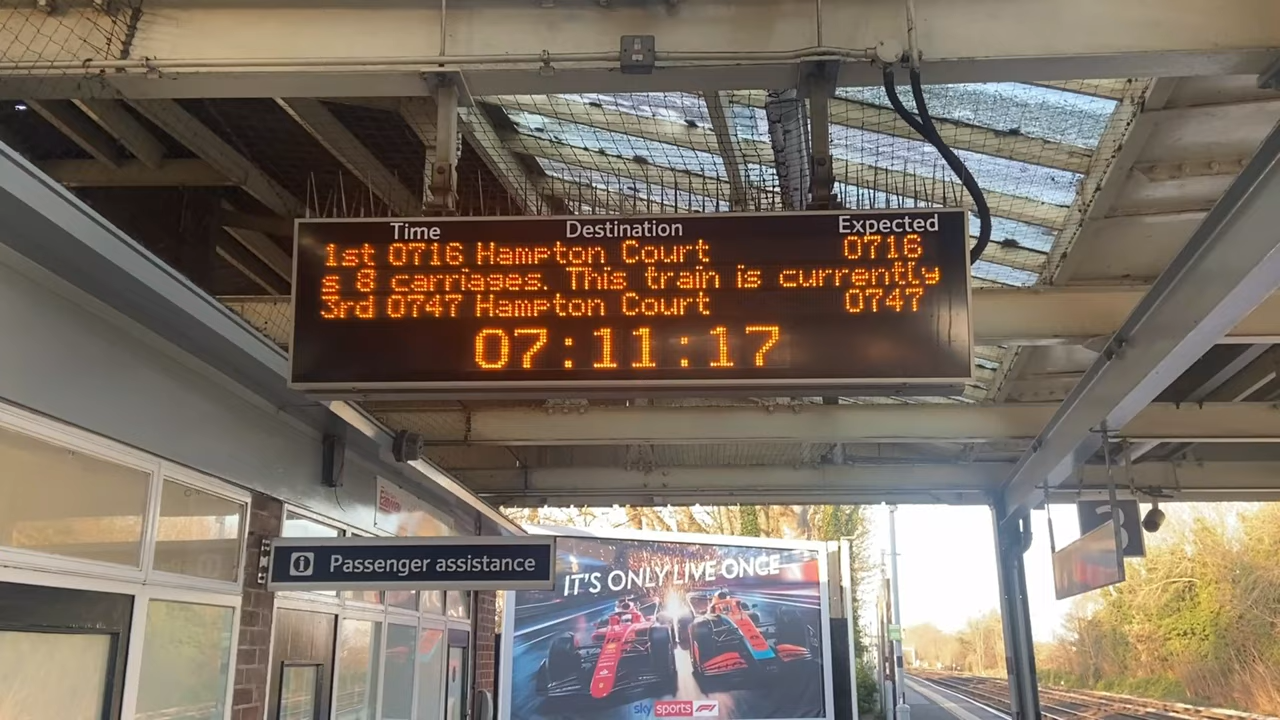 Time Destination Expected
1st 0716 Hampton Court 0716
s 8 carriages. This train is currently
3rd 0747 Hampton Court 0747
07:11:17
Passenger assistance
IT'S ONLY LIVE ONCE
sky sports F1
3